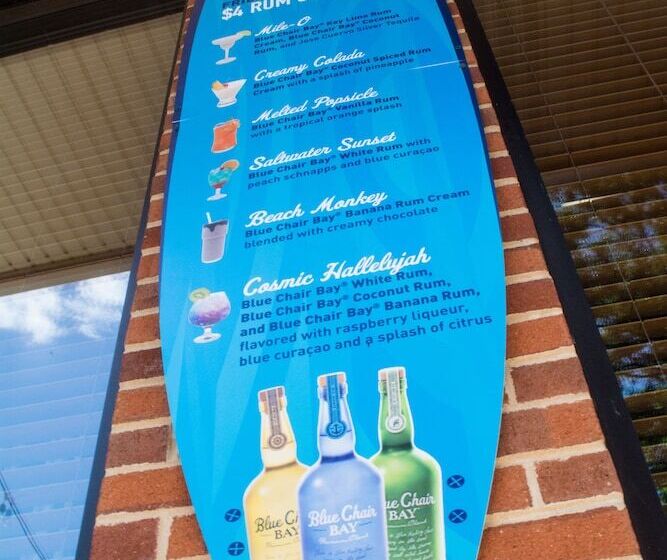 $4 RUM
Mile-O
Blue Chair Bay® Key Lime Rum
Cream, Blue Chair Bay® Coconut
Rum, and Jose Cuervo Silver Tequila
Creamy Colada
Blue Chair Bay® Coconut Spiced Rum
Cream with a splash of pineapple
Melted Popsicle
Blue Chair Bay® Vanilla Rum
with a tropical orange splash
Saltwater Sunset
Blue Chair Bay® White Rum with
peach schnapps and blue curaçao
Beach Monkey
Blue Chair Bay® Banana Rum Cream
blended with creamy chocolate
Cosmic Hallelujah
Blue Chair Bay® White Rum,
Blue Chair Bay® Coconut Rum,
and Blue Chair Bay® Banana Rum,
flavored with raspberry liqueur,
blue curaçao and a splash of citrus
Blue Chair
BAY
Blue Chair
BAY
Blue Chair
BAY